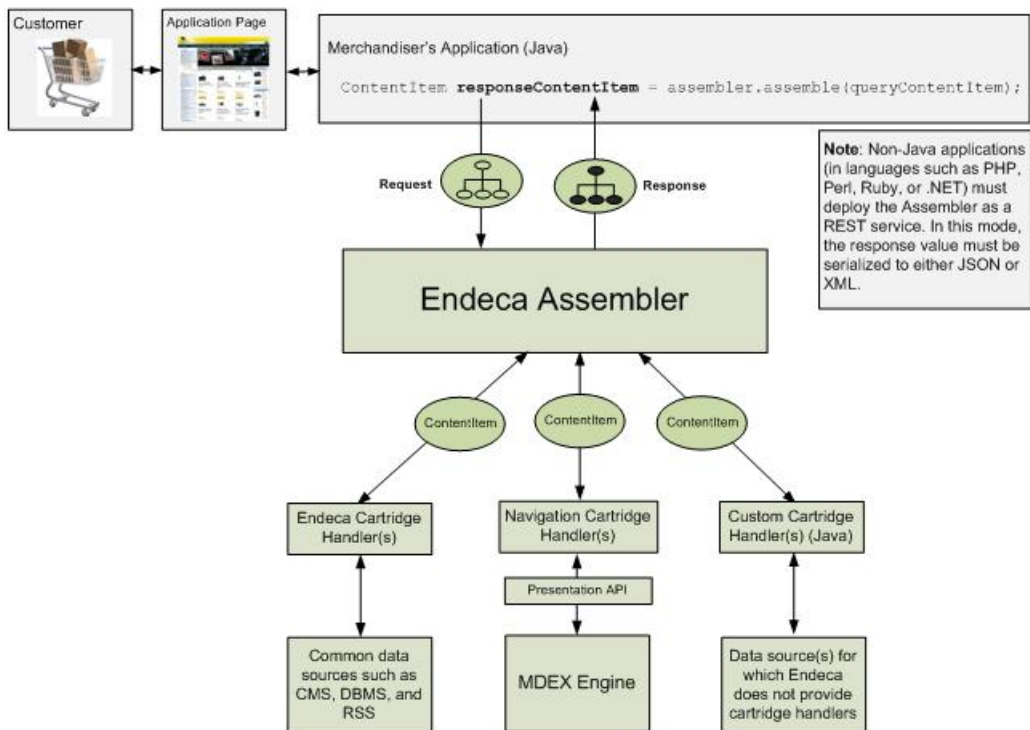 Customer
Application Page
Merchandiser's Application (Java)
ContentItem responseContentItem = assembler.assemble(queryContentItem);
Note: Non-Java applications
(in languages such as PHP,
Perl, Ruby, or .NET) must
deploy the Assembler as a
REST service. In this mode,
the response value must be
serialized to either JSON or
XML.
Request
Response
Endeca Assembler
ContentItem
ContentItem
ContentItem
Endeca Cartridge
Handler(s)
Navigation Cartridge
Handler(s)
Custom Cartridge
Handler(s) (Java)
Presentation API
Common data
sources such as
CMS, DBMS, and
RSS
MDEX Engine
Data source(s) for
which Endeca
does not provide
cartridge handlers